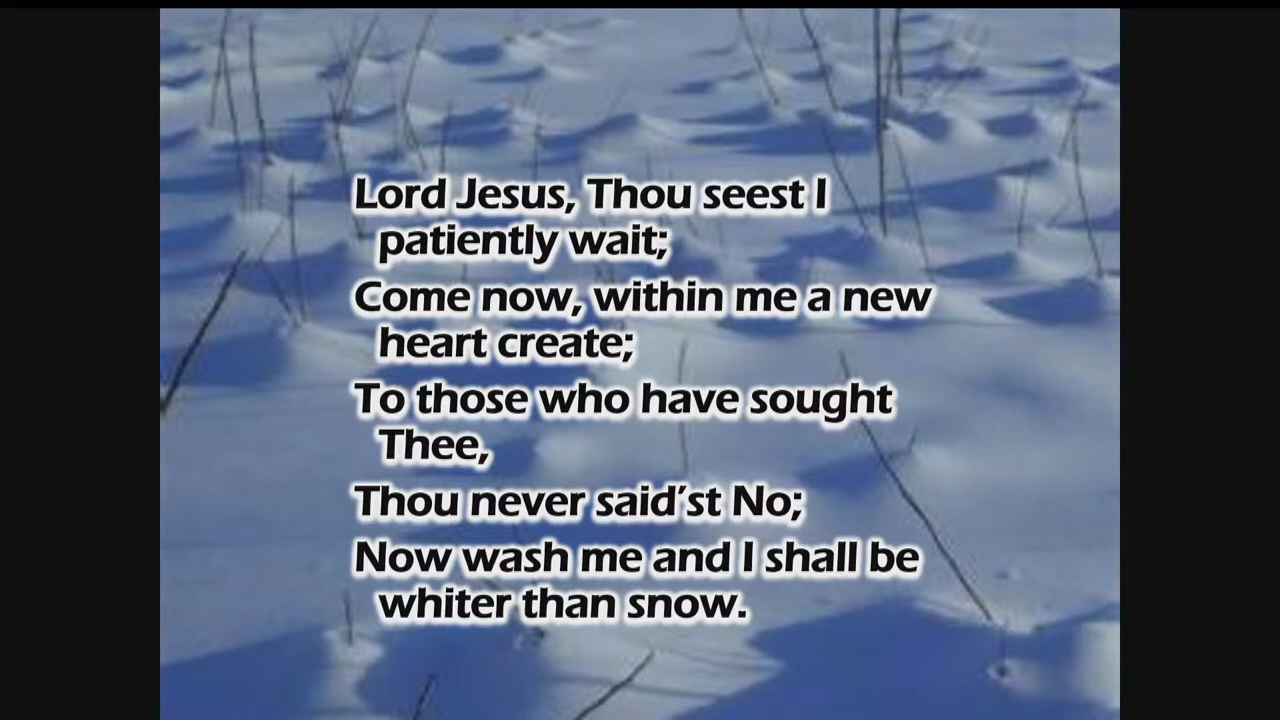 Lord Jesus, Thou seest I
patiently wait;
Come now, within me a new
heart create;
To those who have sought
Thee,
Thou never said'st No;
Now wash me and I shall be
whiter than snow.